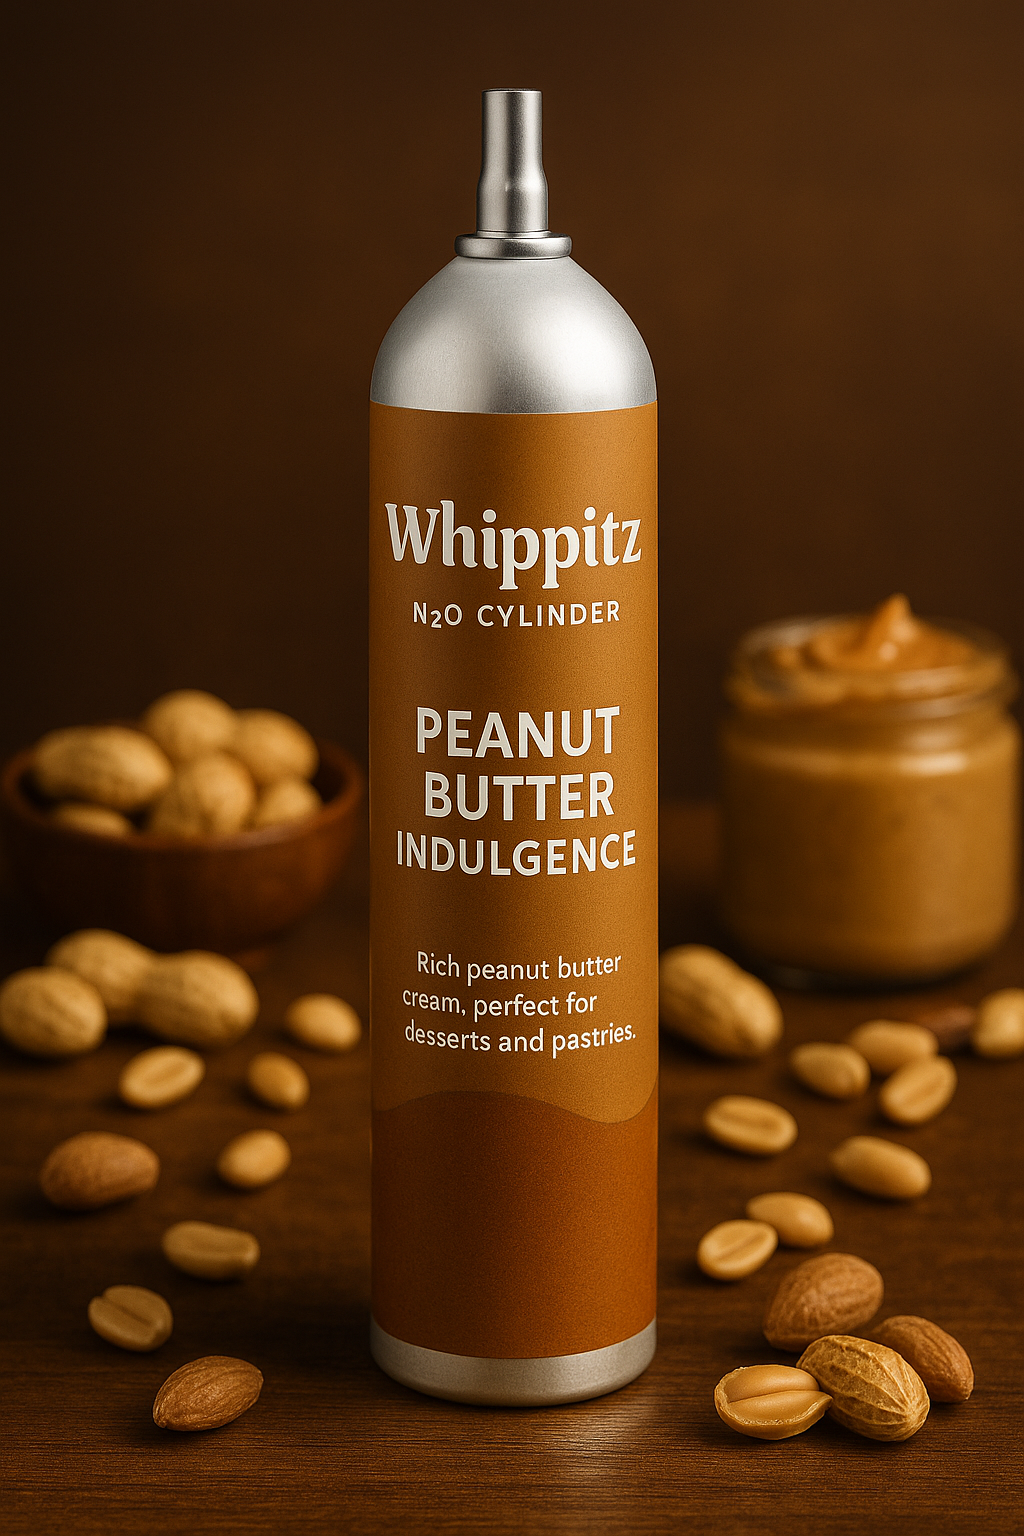 Whippitz
N2O CYLINDER
PEANUT
BUTTER
INDULGENCE
Rich peanut butter
cream, perfect for
desserts and pastries.